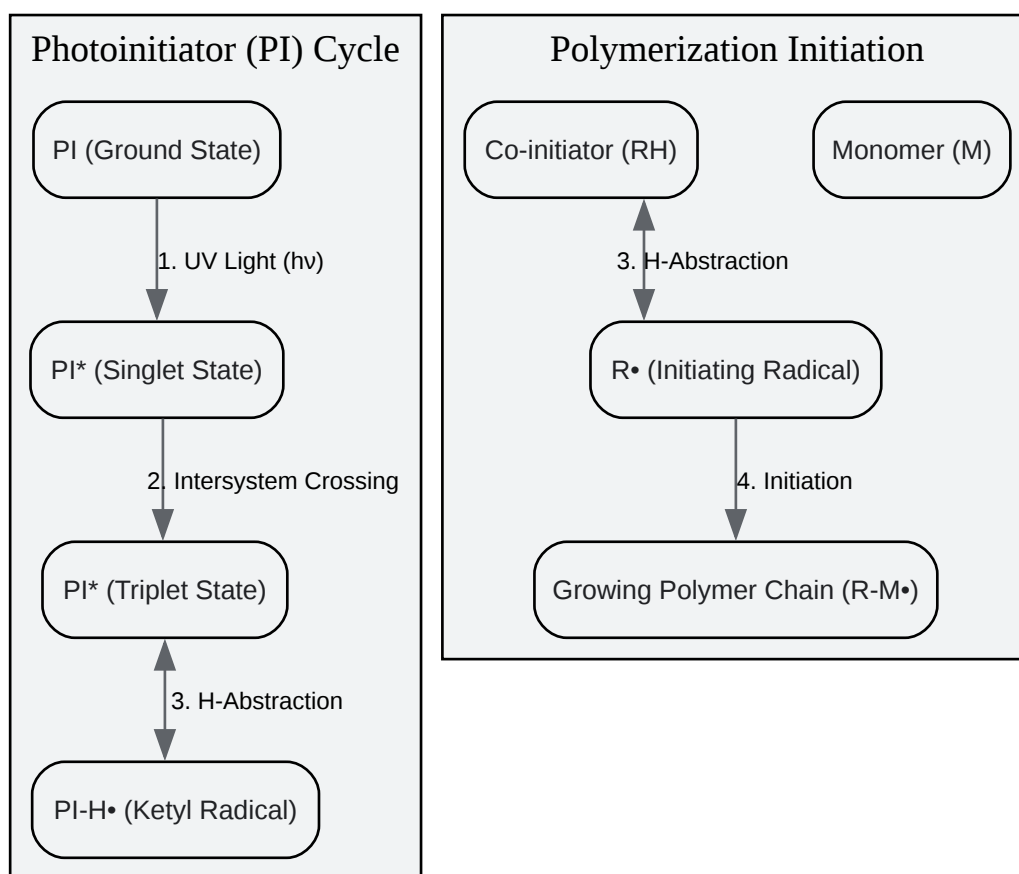 Photoinitiator (PI) Cycle
PI (Ground State)
1. UV Light (hν)
PI* (Singlet State)
2. Intersystem Crossing
PI* (Triplet State)
3. H-Abstraction
PI-H• (Ketyl Radical)
Polymerization Initiation
Co-initiator (RH)
Monomer (M)
3. H-Abstraction
R• (Initiating Radical)
4. Initiation
Growing Polymer Chain (R-M•)